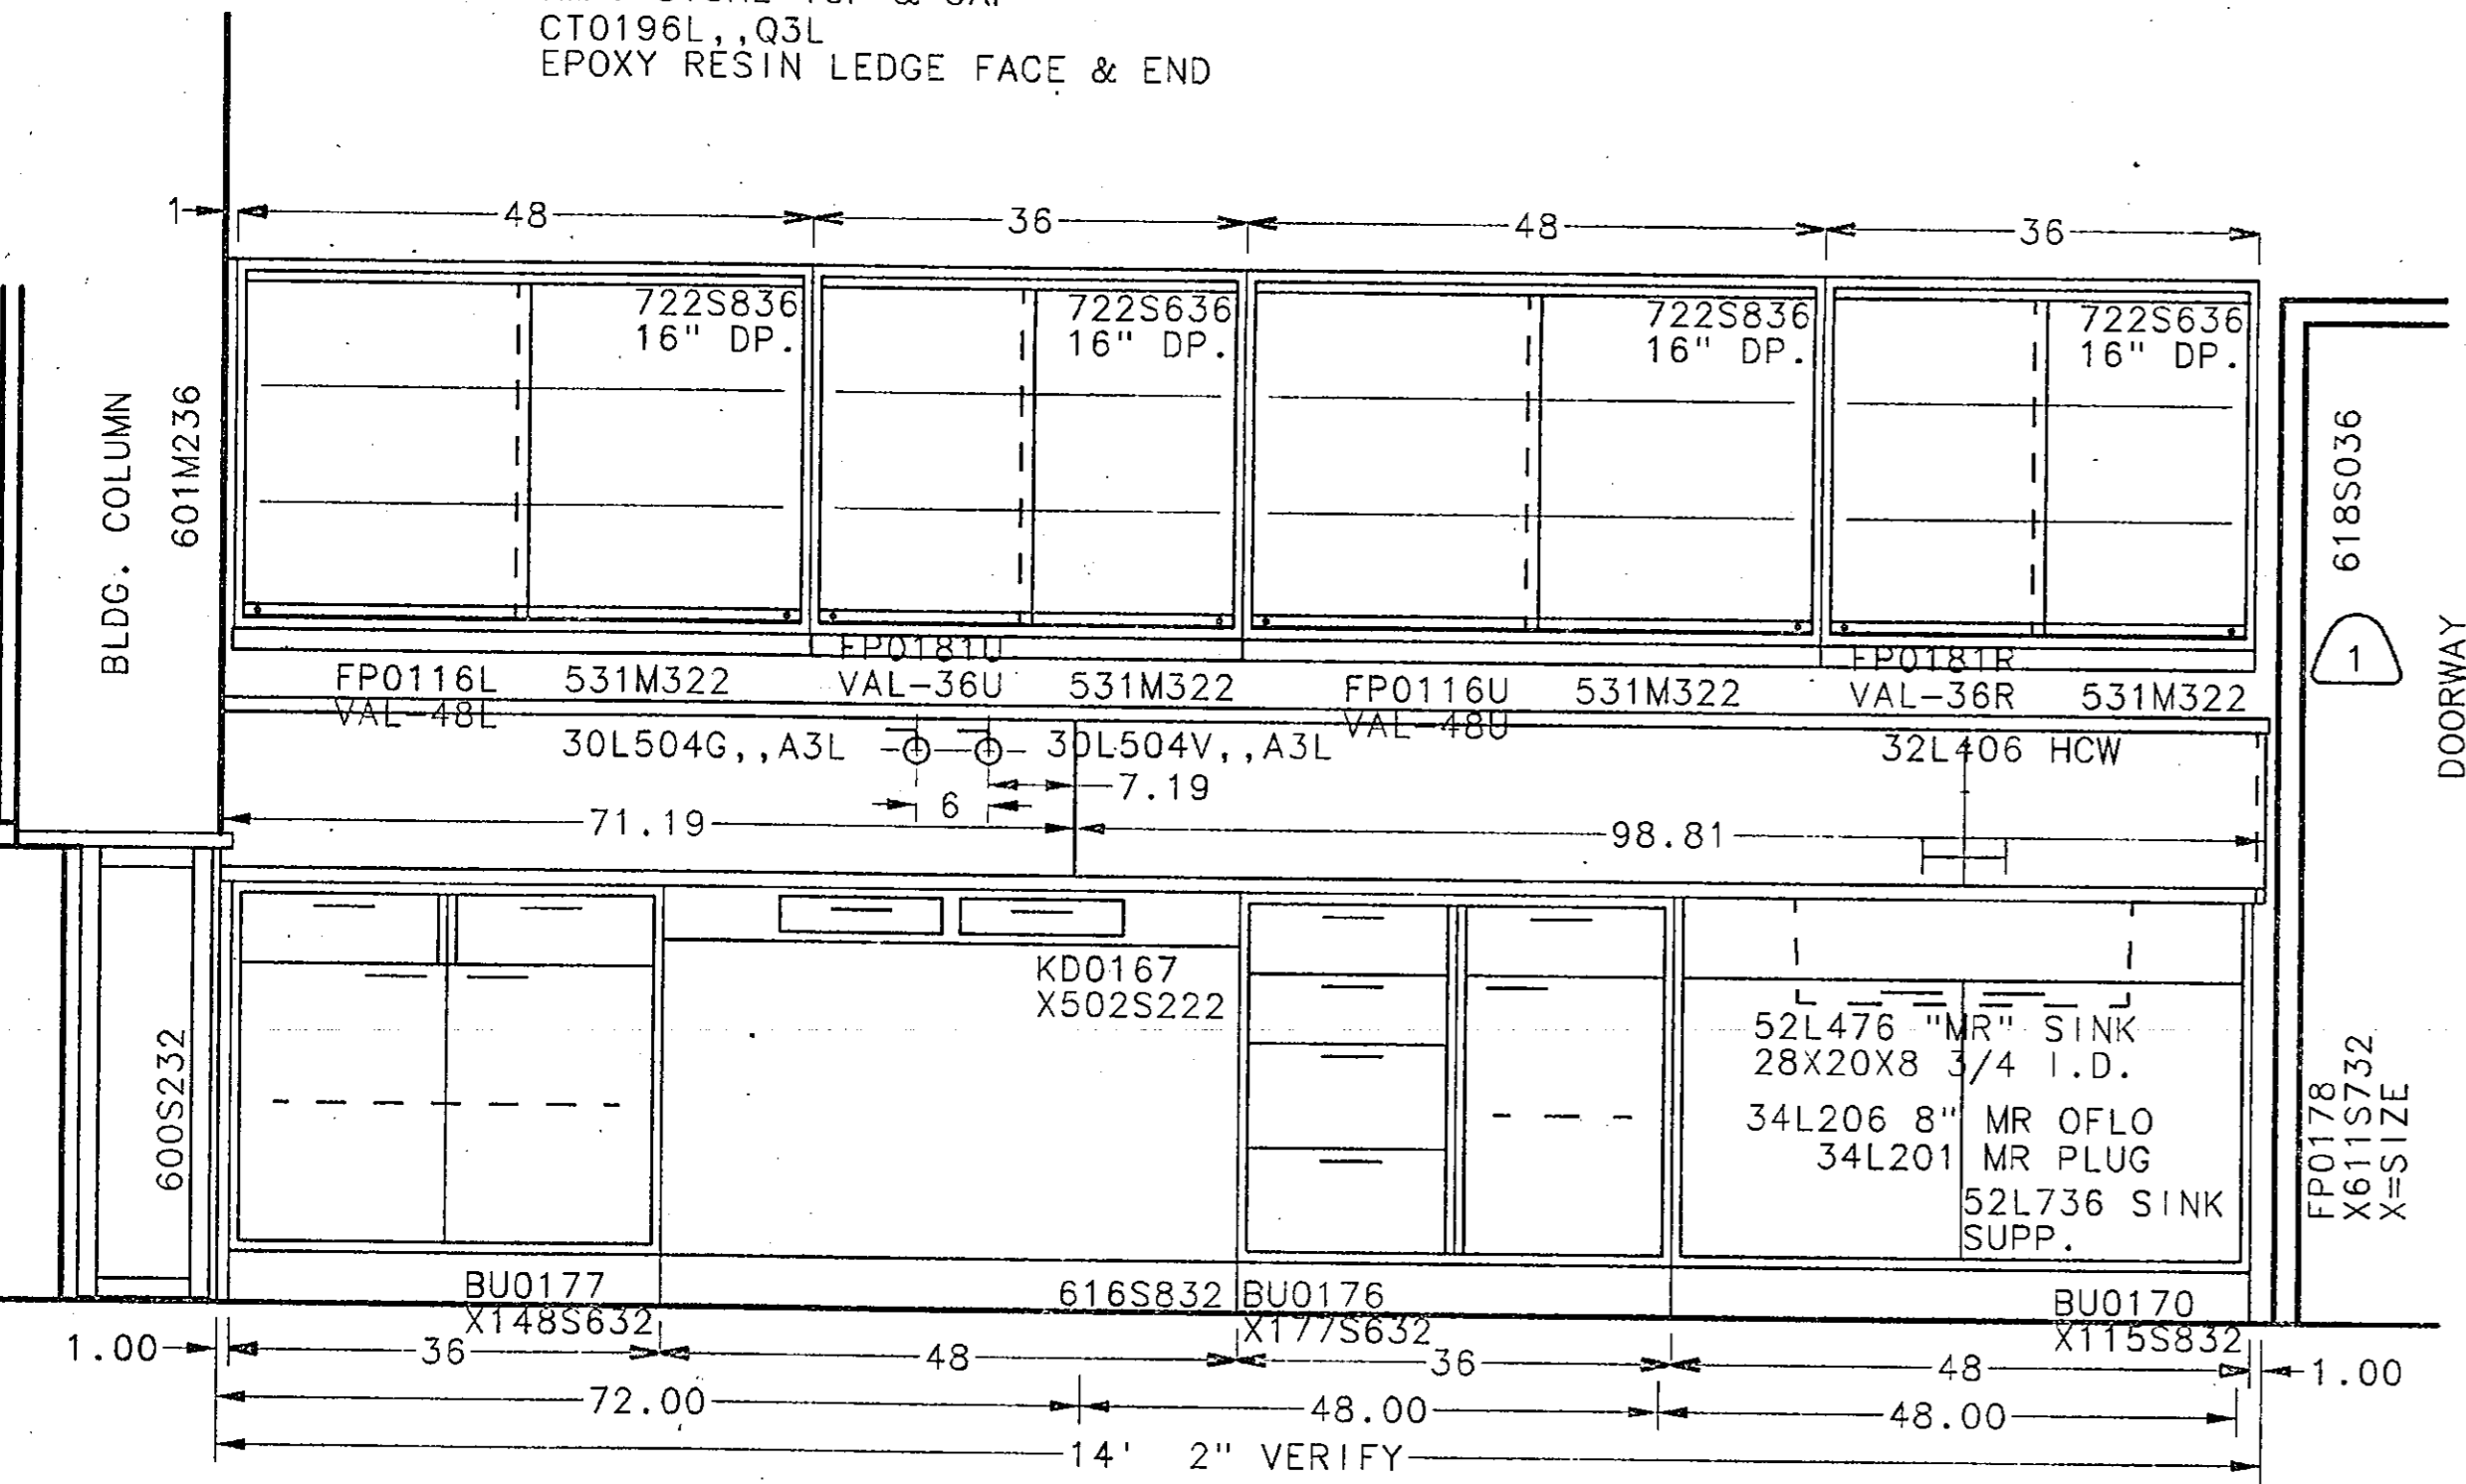 CT0196L,,Q3L
EPOXY RESIN LEDGE FACE & END
1
48
36
48
36
722S836
16" DP.
722S636
16" DP.
722S836
16" DP.
722S636
16" DP.
BLDG. COLUMN
601M236
618S036
1
DOORWAY
FP0116L
VAL-48L
531M322
FP0181U
VAL-36U
531M322
FP0116U
VAL-48U
531M322
FP0181R
VAL-36R
531M322
30L504G,,A3L
30L504V,,A3L
32L406 HCW
7.19
6
71.19
98.81
KD0167
X502S222
52L476 "MR" SINK
28X20X8 3/4 I.D.
34L206 8" MR OFLO
34L201 MR PLUG
52L736 SINK
SUPP.
600S232
FP0178
X611S732
X=SIZE
BU0177
X148S632
616S832
BU0176
X177S632
BU0170
X115S832
1.00
36
48
36
48
1.00
72.00
48.00
48.00
14' 2" VERIFY